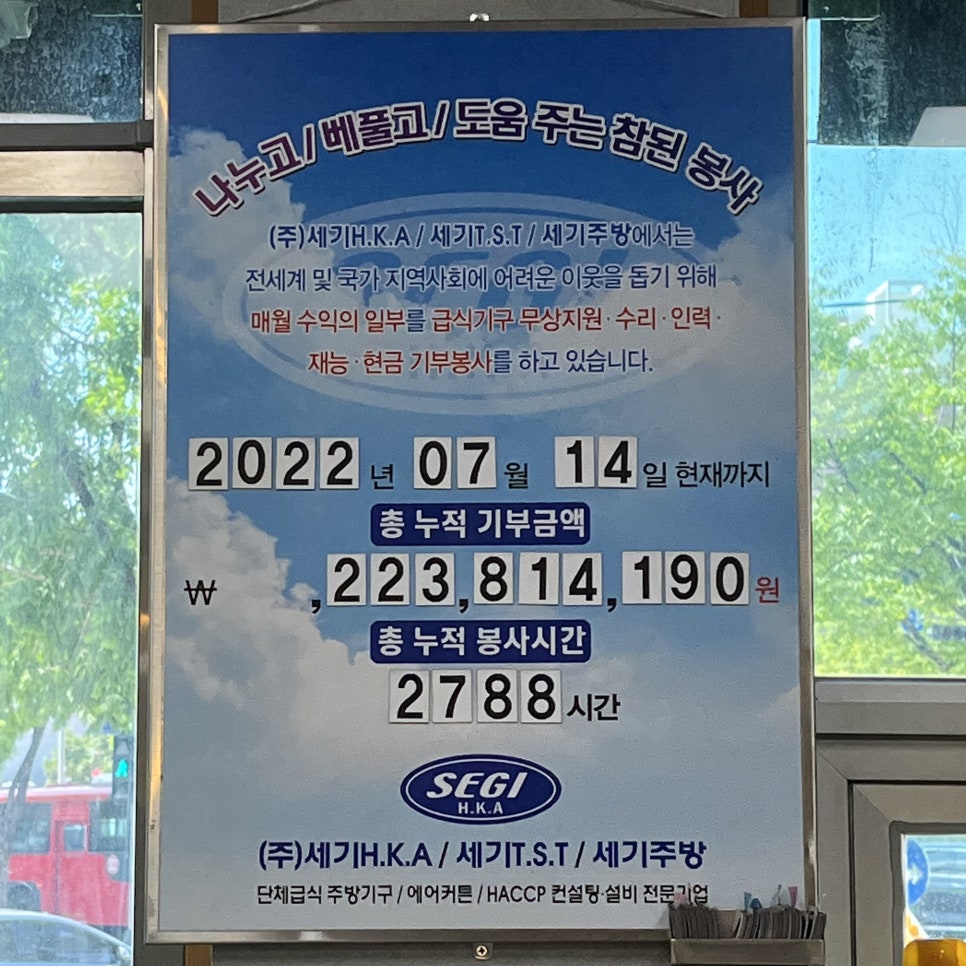 나누고/베풀고/도움 주는 참된 봉사
(주)세기H.K.A / 세기T.S.T / 세기주방에서는
전세계 및 국가 지역사회에 어려운 이웃을 돕기 위해
매월 수익의 일부를 급식기구 무상지원·수리·인력·
재능·현금 기부봉사를 하고 있습니다.
2022 년 07 월 14 일 현재까지
총 누적 기부금액
₩ ,223,814,190원
총 누적 봉사시간
2788시간
SEGI
H.K.A
(주)세기H.K.A / 세기T.S.T / 세기주방
단체급식 주방기구 / 에어커튼 / HACCP 컨설팅·설비 전문기업